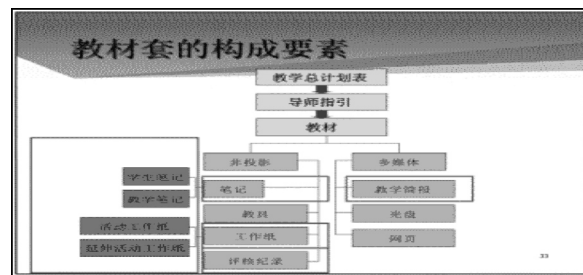 教材套的构成要素
教学总计划表
导师指引
教材
非投影
多媒体
学生笔记
笔记
教学简报
教学笔记
教具
光盘
活动工作纸
工作纸
网页
延伸活动工作纸
评核纪录
33